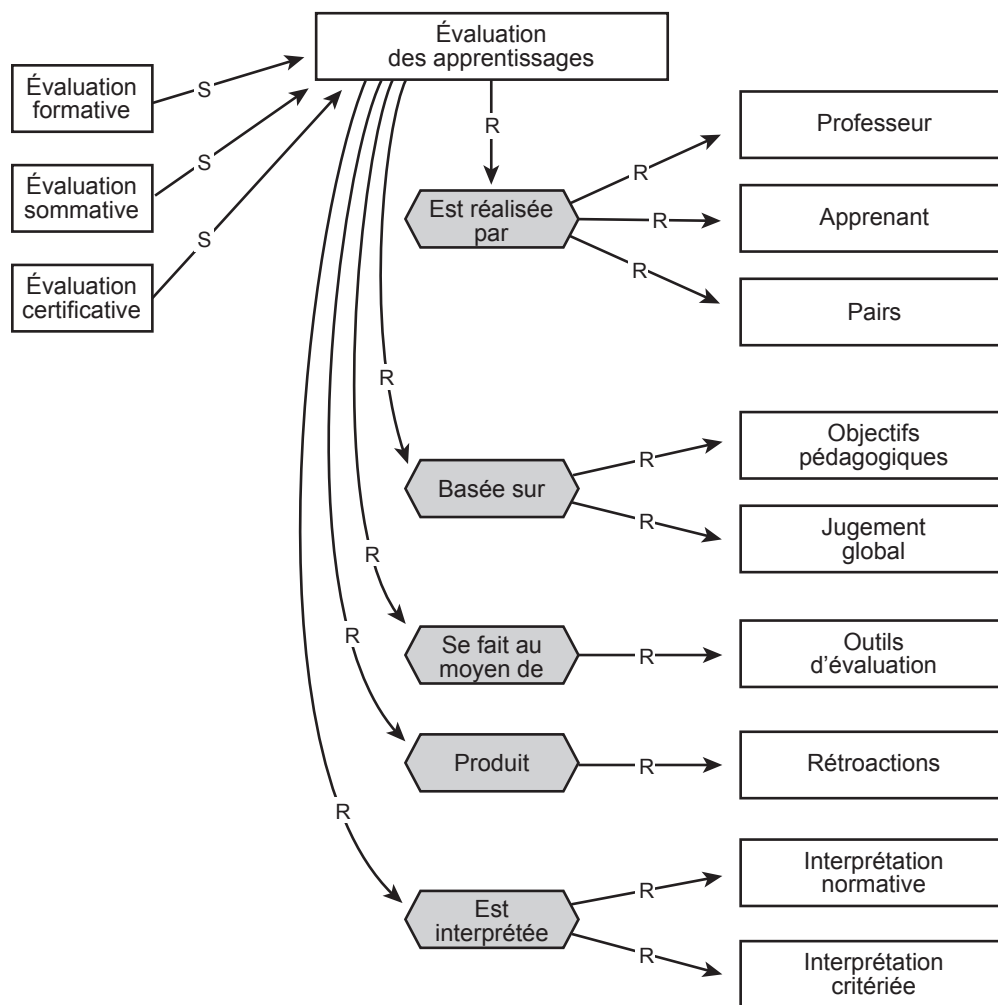 Évaluation
des apprentissages
Évaluation
formative
S
Évaluation
sommative
S
Évaluation
certificative
S
R
Est réalisée
par
R
Professeur
R
Apprenant
R
Pairs
R
Basée sur
R
Objectifs
pédagogiques
R
Jugement
global
R
Se fait au
moyen de
R
Outils
d’évaluation
R
Produit
R
Rétroactions
R
Est
interprétée
R
Interprétation
normative
R
Interprétation
critériée